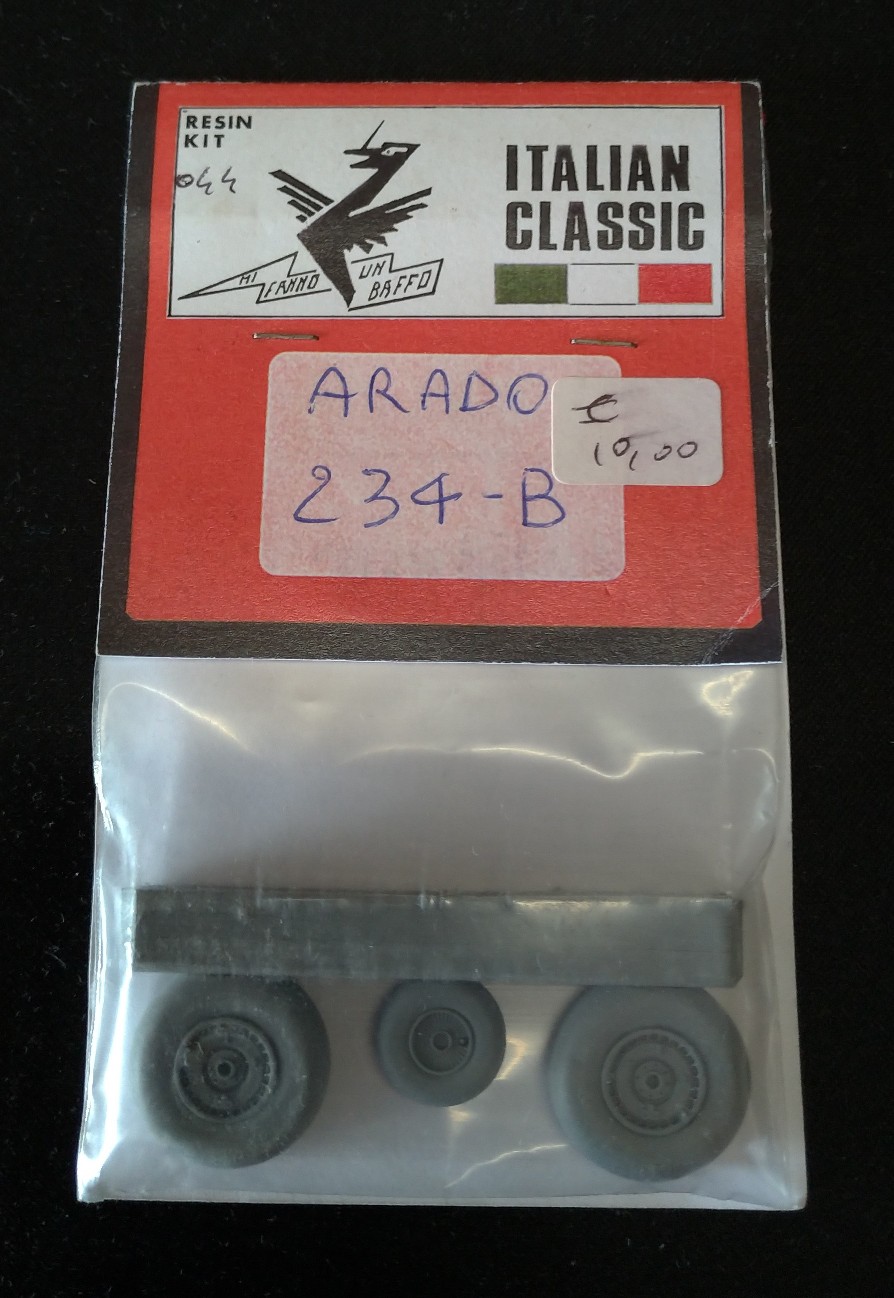 RESIN
KIT
044
MI FANNO UN BAFFO
ITALIAN
CLASSIC
ARADO
234-B
€
10,00